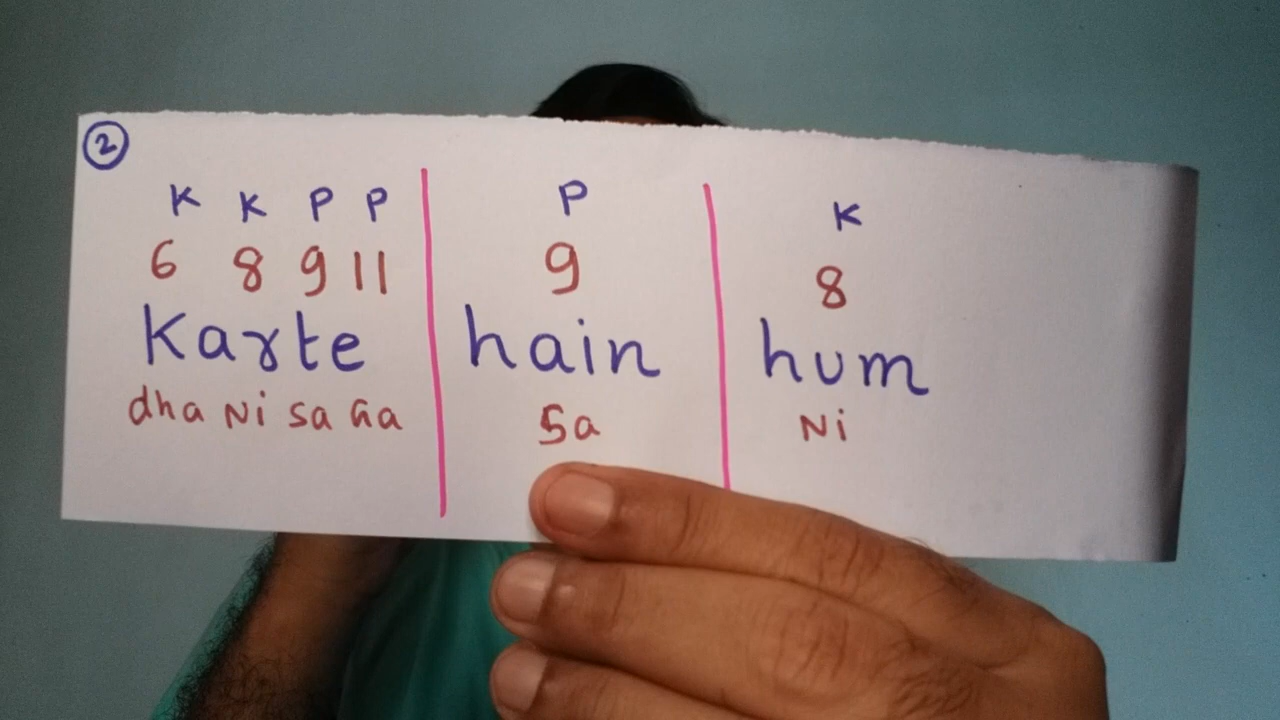 2
K K P P P K
6 8 9 11 9 8
Karte hain hum
dha Ni sa Ga Sa Ni